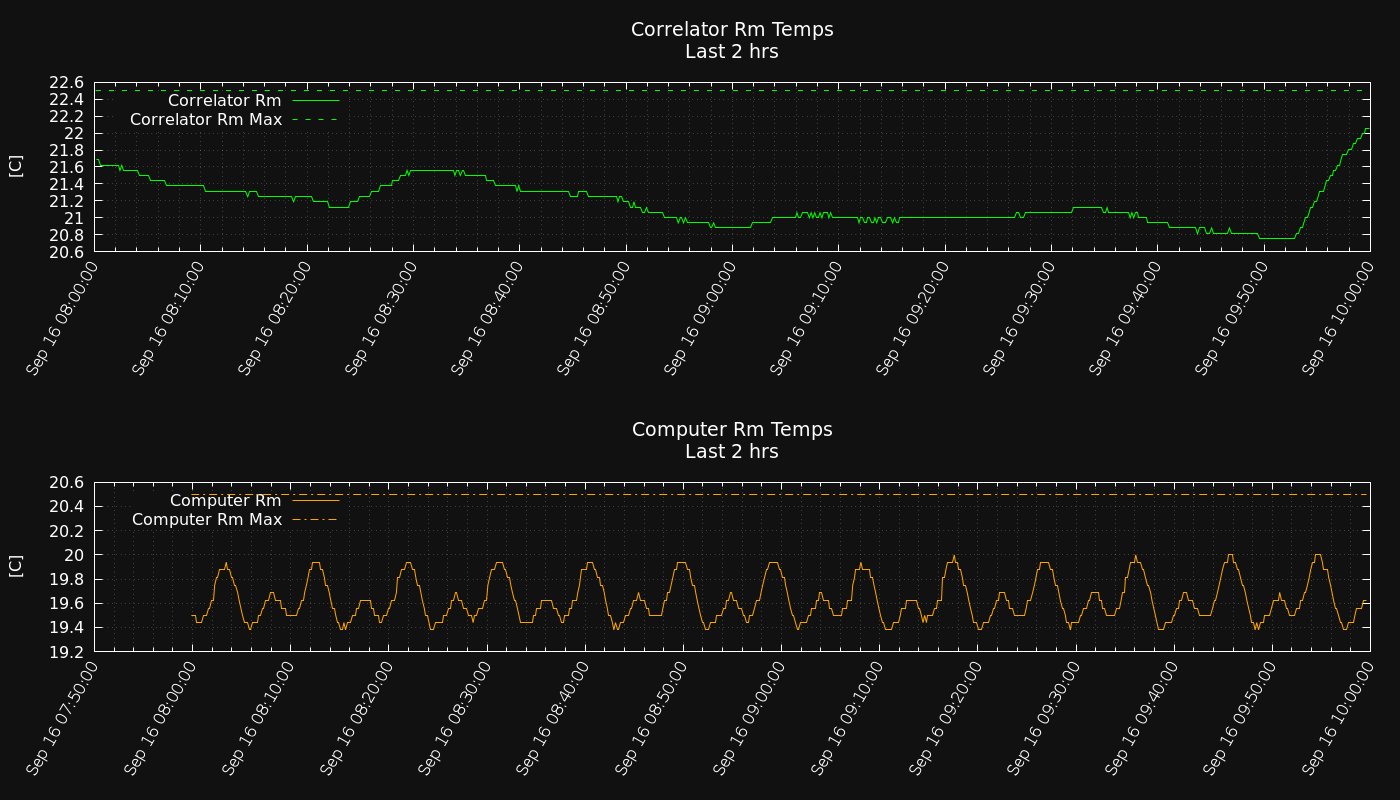 Correlator Rm Temps
Last 2 hrs
22.6
22.4
22.2
22
21.8
21.6
21.4
21.2
21
20.8
20.6
[C]
Correlator Rm
Correlator Rm Max
Sep 16 08:00:00
Sep 16 08:10:00
Sep 16 08:20:00
Sep 16 08:30:00
Sep 16 08:40:00
Sep 16 08:50:00
Sep 16 09:00:00
Sep 16 09:10:00
Sep 16 09:20:00
Sep 16 09:30:00
Sep 16 09:40:00
Sep 16 09:50:00
Sep 16 10:00:00
Computer Rm Temps
Last 2 hrs
20.6
20.4
20.2
20
19.8
19.6
19.4
19.2
[C]
Computer Rm
Computer Rm Max
Sep 16 07:50:00
Sep 16 08:00:00
Sep 16 08:10:00
Sep 16 08:20:00
Sep 16 08:30:00
Sep 16 08:40:00
Sep 16 08:50:00
Sep 16 09:00:00
Sep 16 09:10:00
Sep 16 09:20:00
Sep 16 09:30:00
Sep 16 09:40:00
Sep 16 09:50:00
Sep 16 10:00:00